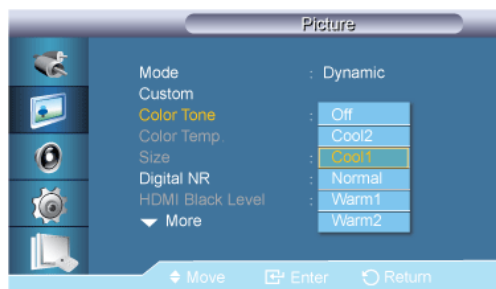 Picture
Mode : Dynamic
Custom
Color Tone : Off
Color Temp. Cool2
Size : Cool1
Digital NR : Normal
HDMI Black Level : Warm1
More Warm2
Move Enter Return